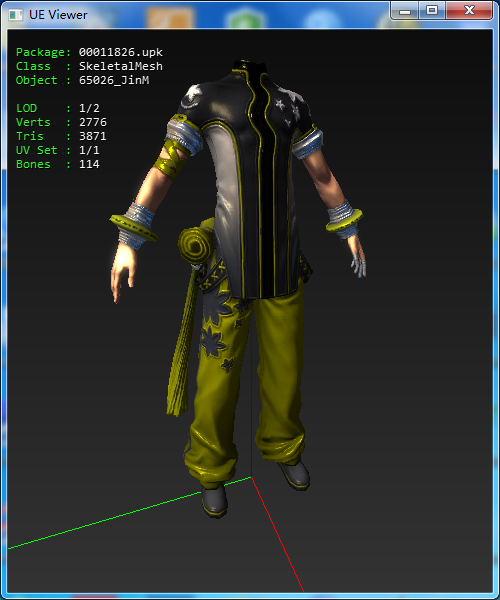 UE Viewer
Package: 00011826.upk
Class : SkeletalMesh
Object : 65026_JinM
LOD : 1/2
Verts : 2776
Tris : 3871
UV Set : 1/1
Bones : 114